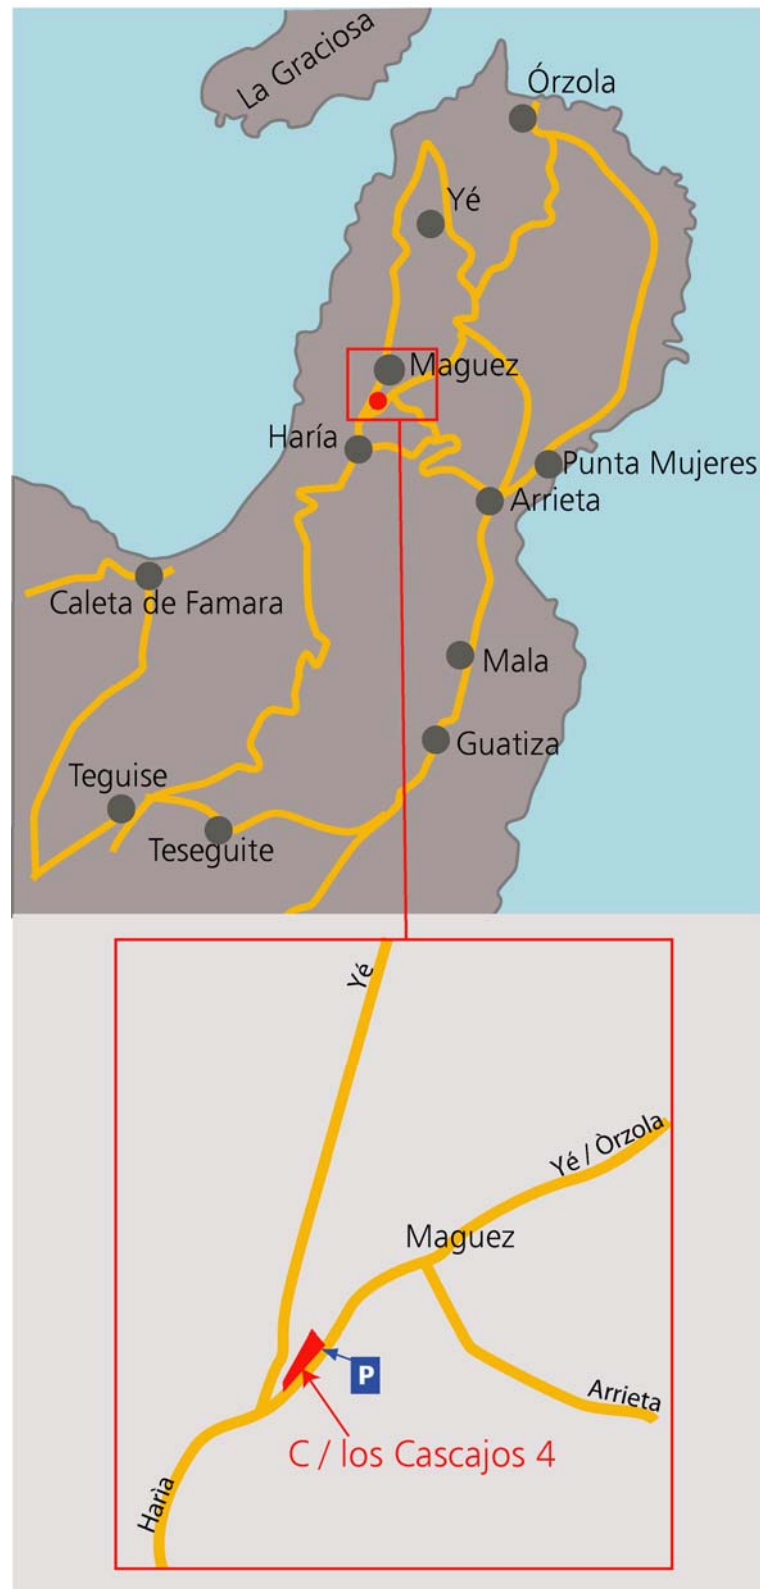 La Graciosa
Órzola
Yé
Maguez
Haría
Punta Mujeres
Arrieta
Caleta de Famara
Mala
Guatiza
Teguise
Teseguite
Yé
Yé / Òrzola
Maguez
P
Arrieta
C / los Cascajos 4
Harìa